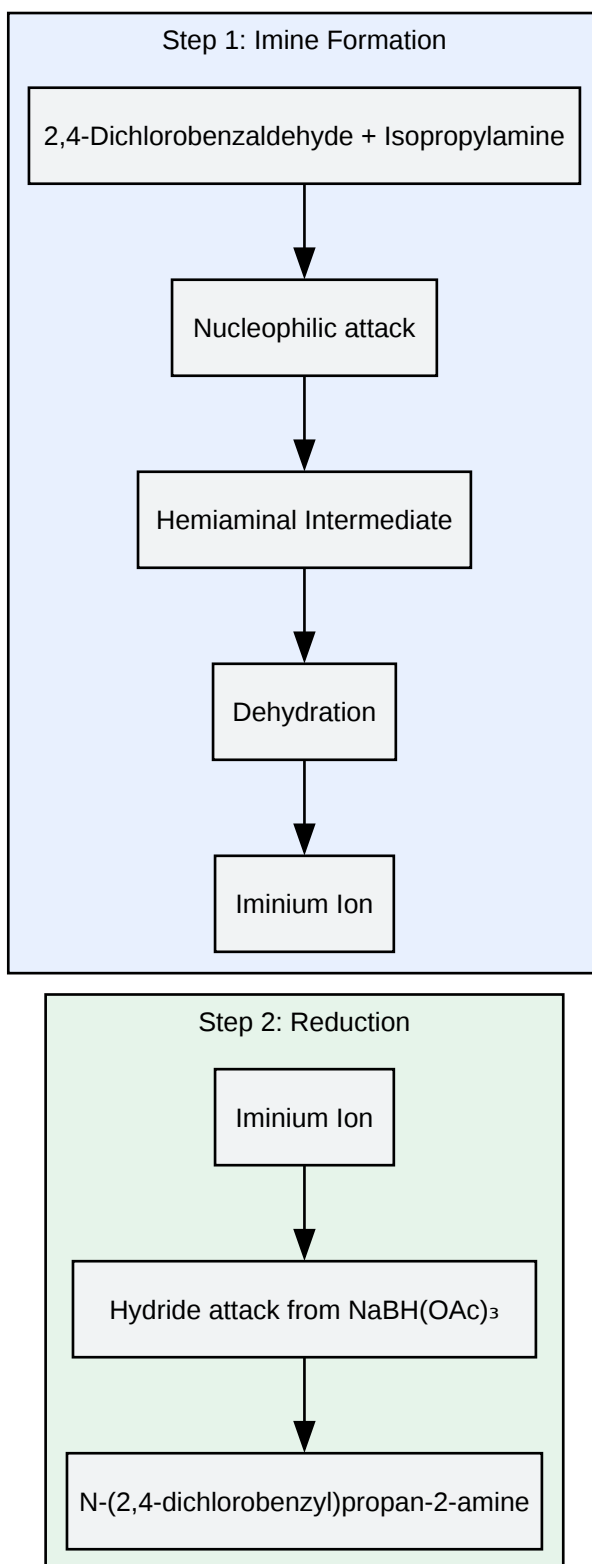 Step 1: Imine Formation
2,4-Dichlorobenzaldehyde + Isopropylamine
Nucleophilic attack
Hemiaminal Intermediate
Dehydration
Iminium Ion
Step 2: Reduction
Iminium Ion
Hydride attack from NaBH(OAc)₃
N-(2,4-dichlorobenzyl)propan-2-amine